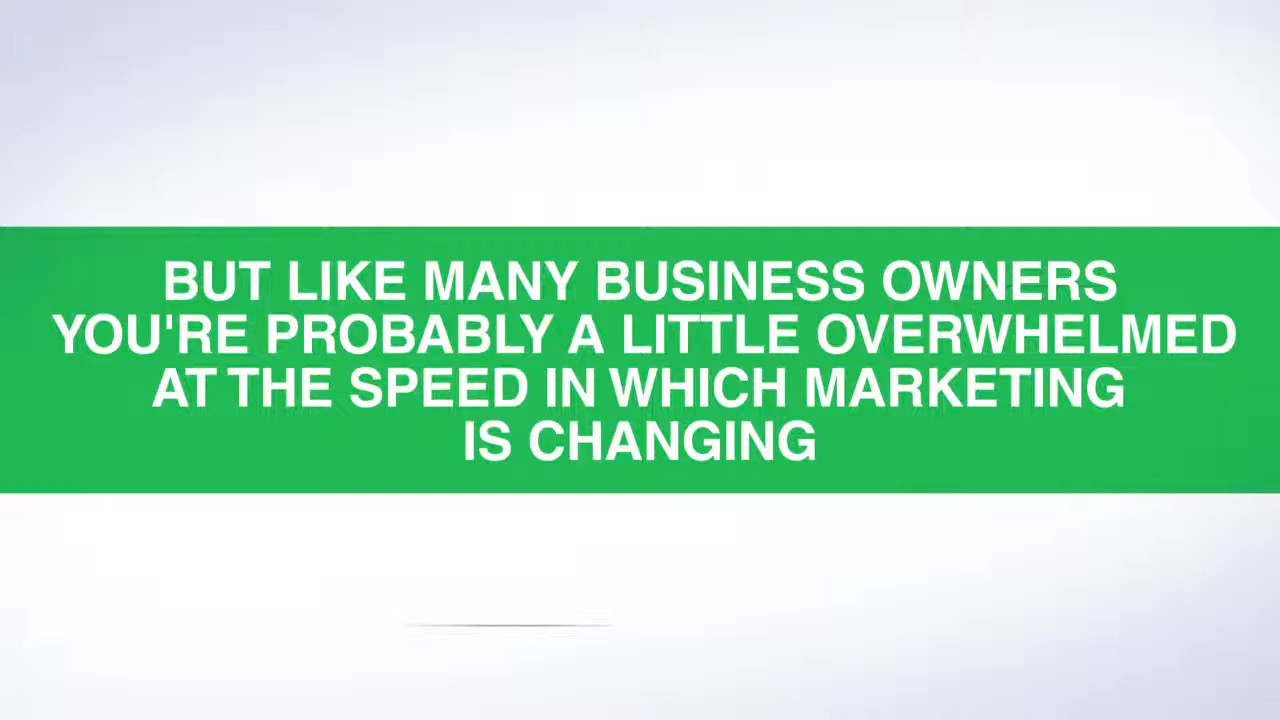 BUT LIKE MANY BUSINESS OWNERS
YOU'RE PROBABLY A LITTLE OVERWHELMED
AT THE SPEED IN WHICH MARKETING
IS CHANGING